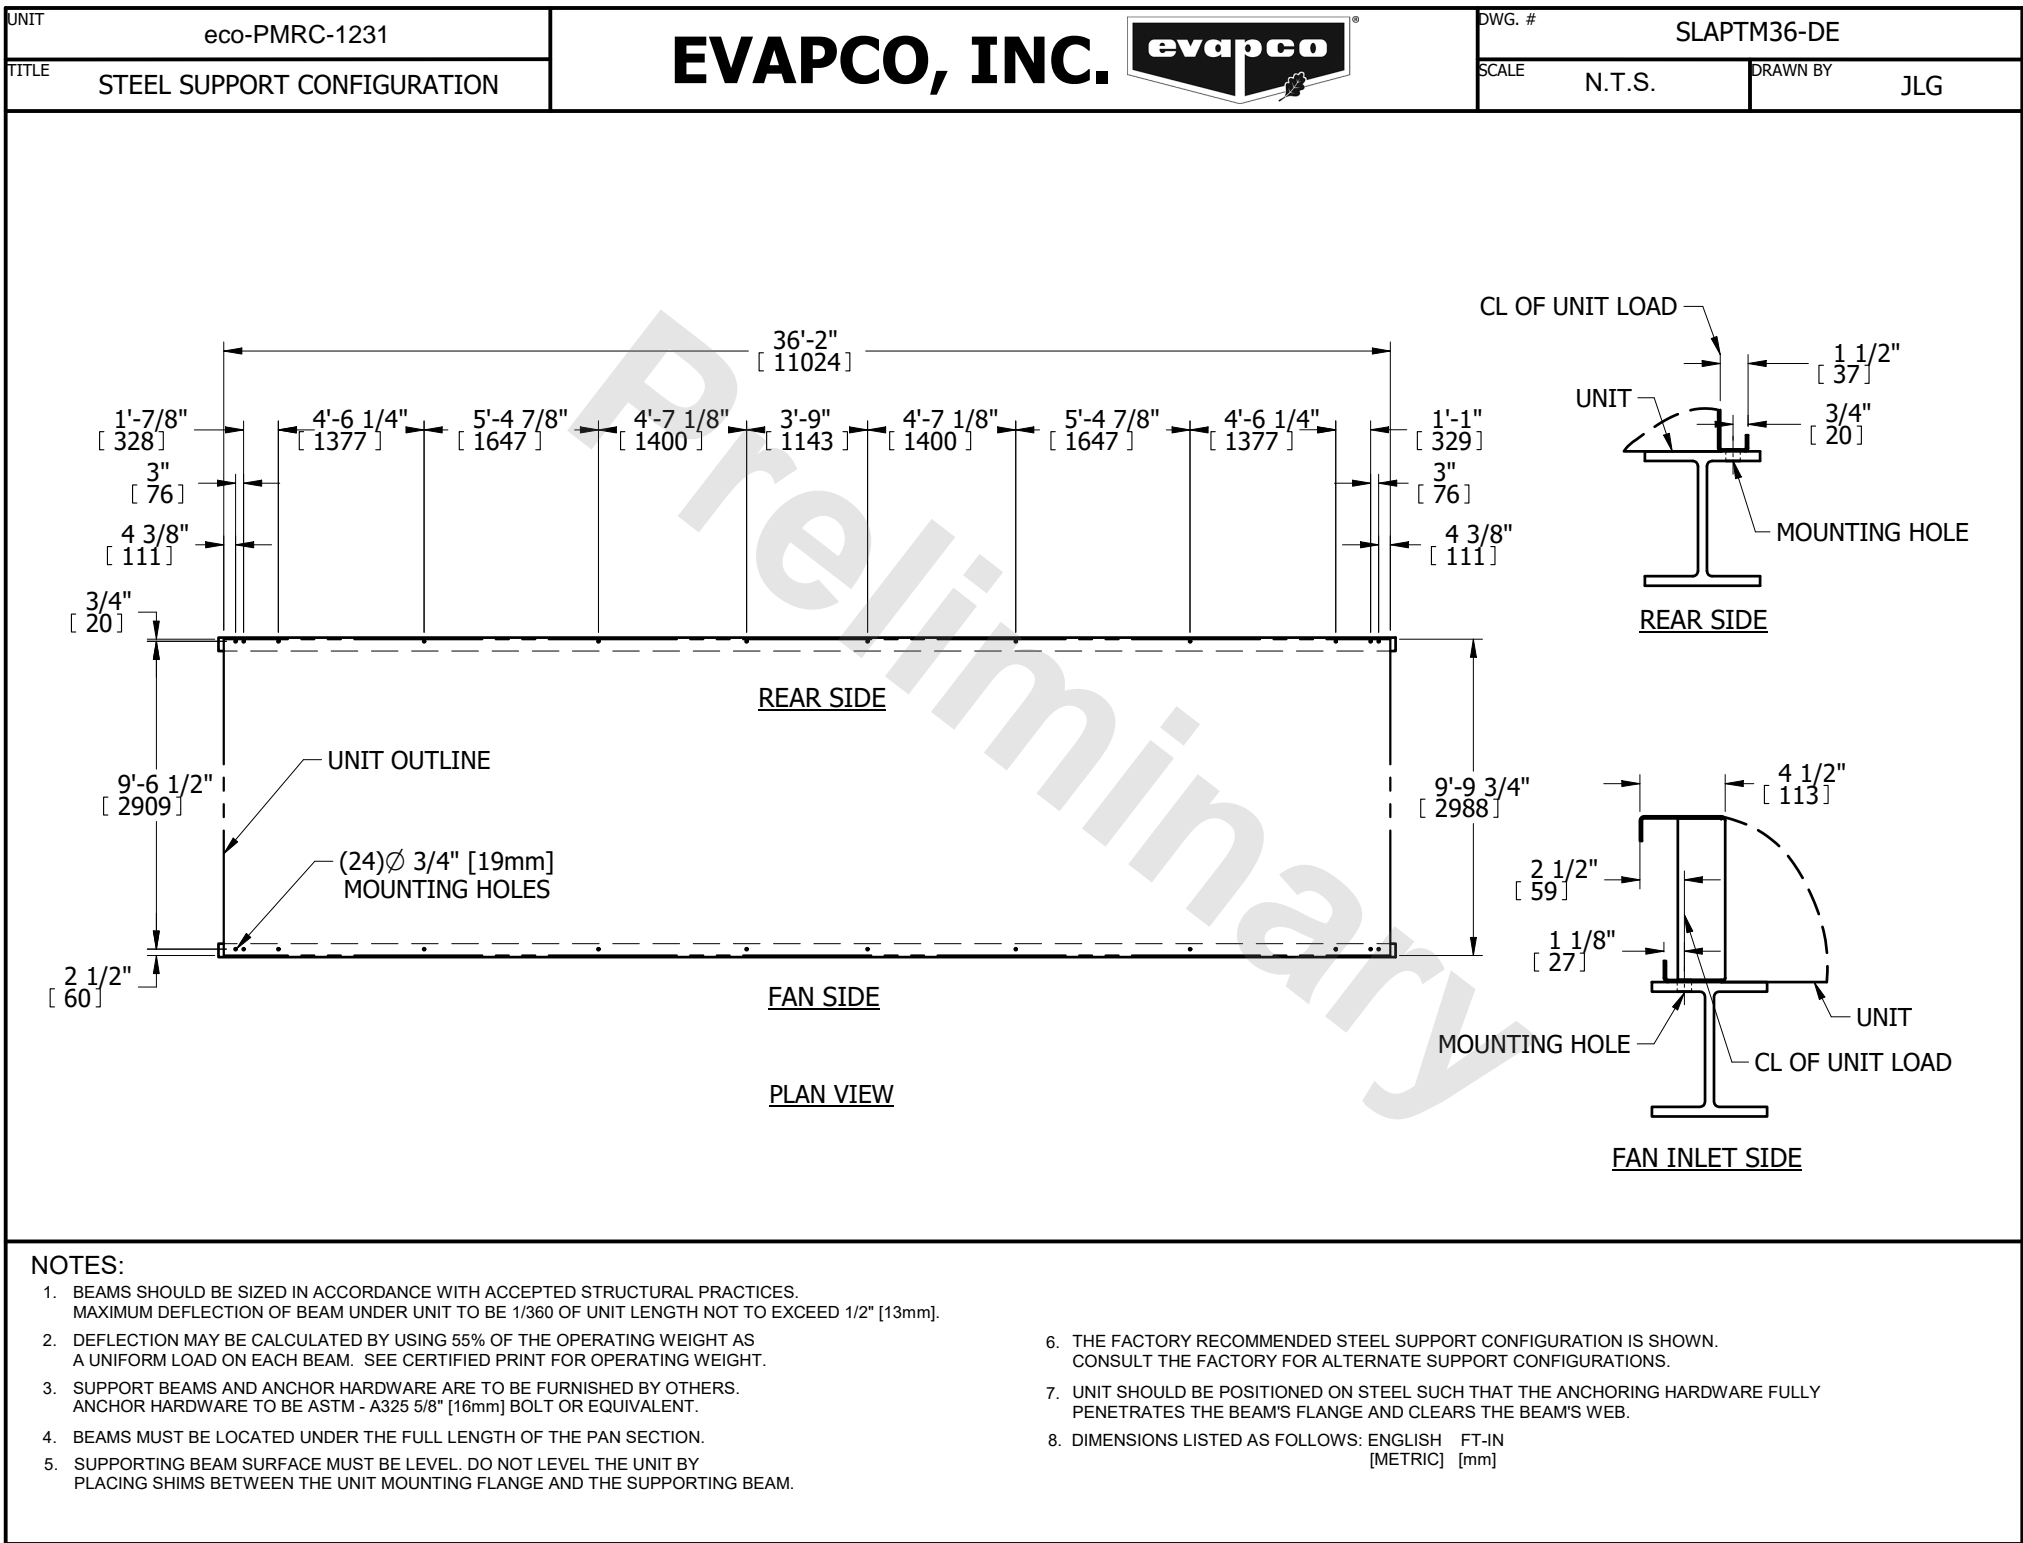 UNIT
eco-PMRC-1231
TITLE
STEEL SUPPORT CONFIGURATION
EVAPCO, INC.
evapco
®
DWG. #
SLAPTM36-DE
SCALE
N.T.S.
DRAWN BY
JLG
CL OF UNIT LOAD
1 1/2"
[ 37]
UNIT
3/4"
[ 20]
MOUNTING HOLE
REAR SIDE
36'-2"
[ 11024]
1'-7/8"
[ 328]
4'-6 1/4"
[ 1377]
5'-4 7/8"
[ 1647]
4'-7 1/8"
[ 1400]
3'-9"
[ 1143]
4'-7 1/8"
[ 1400]
5'-4 7/8"
[ 1647]
4'-6 1/4"
[ 1377]
1'-1"
[ 329]
3"
[ 76]
3"
[ 76]
4 3/8"
[ 111]
4 3/8"
[ 111]
3/4"
[ 20]
REAR SIDE
UNIT OUTLINE
9'-6 1/2"
[ 2909]
9'-9 3/4"
[ 2988]
(24)∅ 3/4" [19mm]
MOUNTING HOLES
2 1/2"
[ 60]
FAN SIDE
PLAN VIEW
4 1/2"
[ 113]
2 1/2"
[ 59]
1 1/8"
[ 27]
UNIT
MOUNTING HOLE
CL OF UNIT LOAD
FAN INLET SIDE
Preliminary
NOTES:
1. BEAMS SHOULD BE SIZED IN ACCORDANCE WITH ACCEPTED STRUCTURAL PRACTICES.
MAXIMUM DEFLECTION OF BEAM UNDER UNIT TO BE 1/360 OF UNIT LENGTH NOT TO EXCEED 1/2" [13mm].
2. DEFLECTION MAY BE CALCULATED BY USING 55% OF THE OPERATING WEIGHT AS
A UNIFORM LOAD ON EACH BEAM. SEE CERTIFIED PRINT FOR OPERATING WEIGHT.
3. SUPPORT BEAMS AND ANCHOR HARDWARE ARE TO BE FURNISHED BY OTHERS.
ANCHOR HARDWARE TO BE ASTM - A325 5/8" [16mm] BOLT OR EQUIVALENT.
4. BEAMS MUST BE LOCATED UNDER THE FULL LENGTH OF THE PAN SECTION.
5. SUPPORTING BEAM SURFACE MUST BE LEVEL. DO NOT LEVEL THE UNIT BY
PLACING SHIMS BETWEEN THE UNIT MOUNTING FLANGE AND THE SUPPORTING BEAM.
6. THE FACTORY RECOMMENDED STEEL SUPPORT CONFIGURATION IS SHOWN.
CONSULT THE FACTORY FOR ALTERNATE SUPPORT CONFIGURATIONS.
7. UNIT SHOULD BE POSITIONED ON STEEL SUCH THAT THE ANCHORING HARDWARE FULLY
PENETRATES THE BEAM'S FLANGE AND CLEARS THE BEAM'S WEB.
8. DIMENSIONS LISTED AS FOLLOWS: ENGLISH FT-IN
[METRIC] [mm]